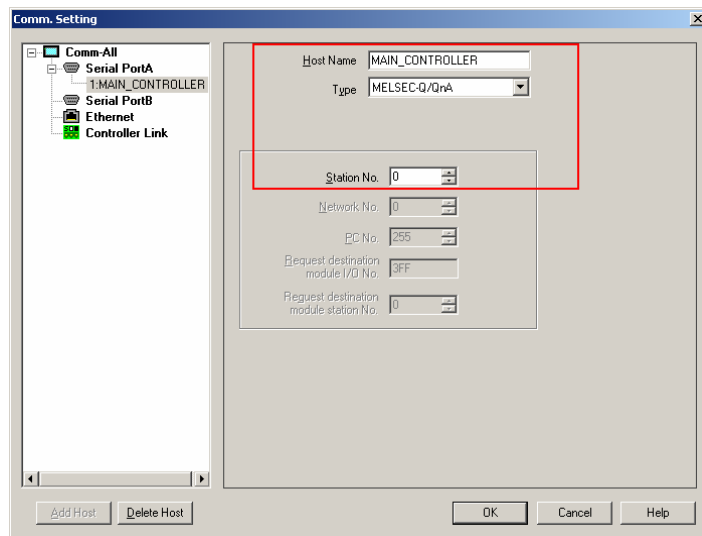 Comm. Setting
Comm-All
Serial PortA
1:MAIN_CONTROLLER
Serial PortB
Ethernet
Controller Link
Host Name MAIN_CONTROLLER
Type MELSEC-Q/QnA
Station No. 0
Network No. 0
PC No. 255
Request destination
module I/O No. 3FF
Request destination
module station No. 0
Add Host Delete Host OK Cancel Help